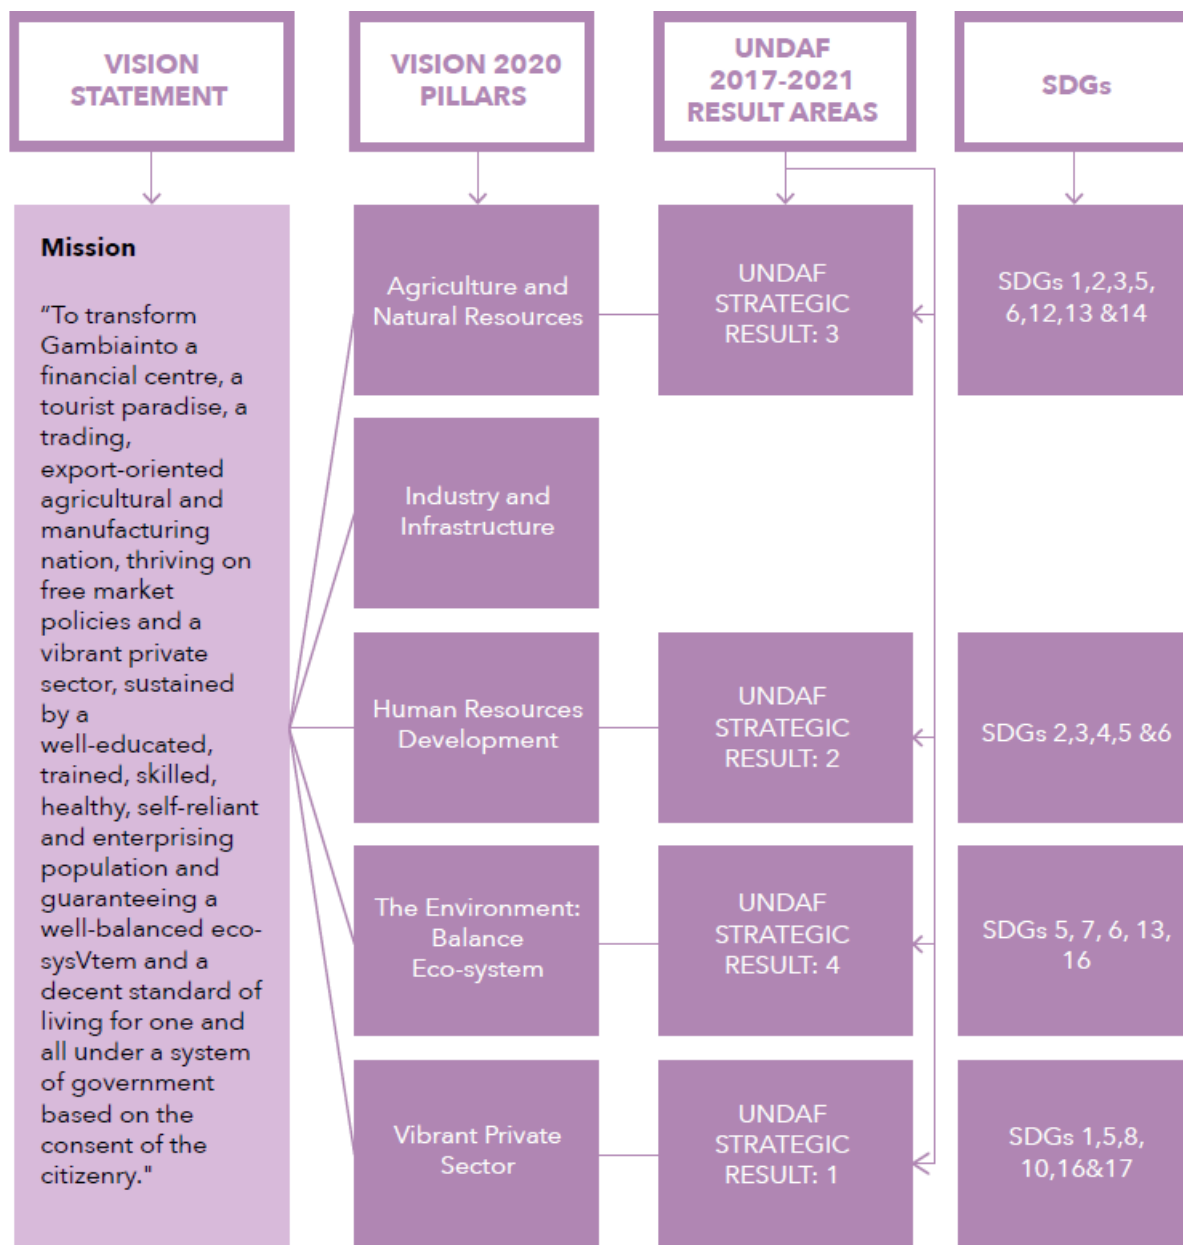 VISION
STATEMENT
VISION 2020
PILLARS
UNDAF
2017-2021
RESULT AREAS
SDGs
Mission
“To transform
Gambiainto a
financial centre, a
tourist paradise, a
trading,
export-oriented
agricultural and
manufacturing
nation, thriving on
free market
policies and a
vibrant private
sector, sustained
by a
well-educated,
trained, skilled,
healthy, self-reliant
and enterprising
population and
guaranteeing a
well-balanced eco-
sysVtem and a
decent standard of
living for one and
all under a system
of government
based on the
consent of the
citizenry."
Agriculture and
Natural Resources
UNDAF
STRATEGIC
RESULT: 3
SDGs 1,2,3,5,
6,12,13 &14
Industry and
Infrastructure
Human Resources
Development
UNDAF
STRATEGIC
RESULT: 2
SDGs 2,3,4,5 &6
The Environment:
Balance
Eco-system
UNDAF
STRATEGIC
RESULT: 4
SDGs 5, 7, 6, 13,
16
Vibrant Private
Sector
UNDAF
STRATEGIC
RESULT: 1
SDGs 1,5,8,
10,16&17